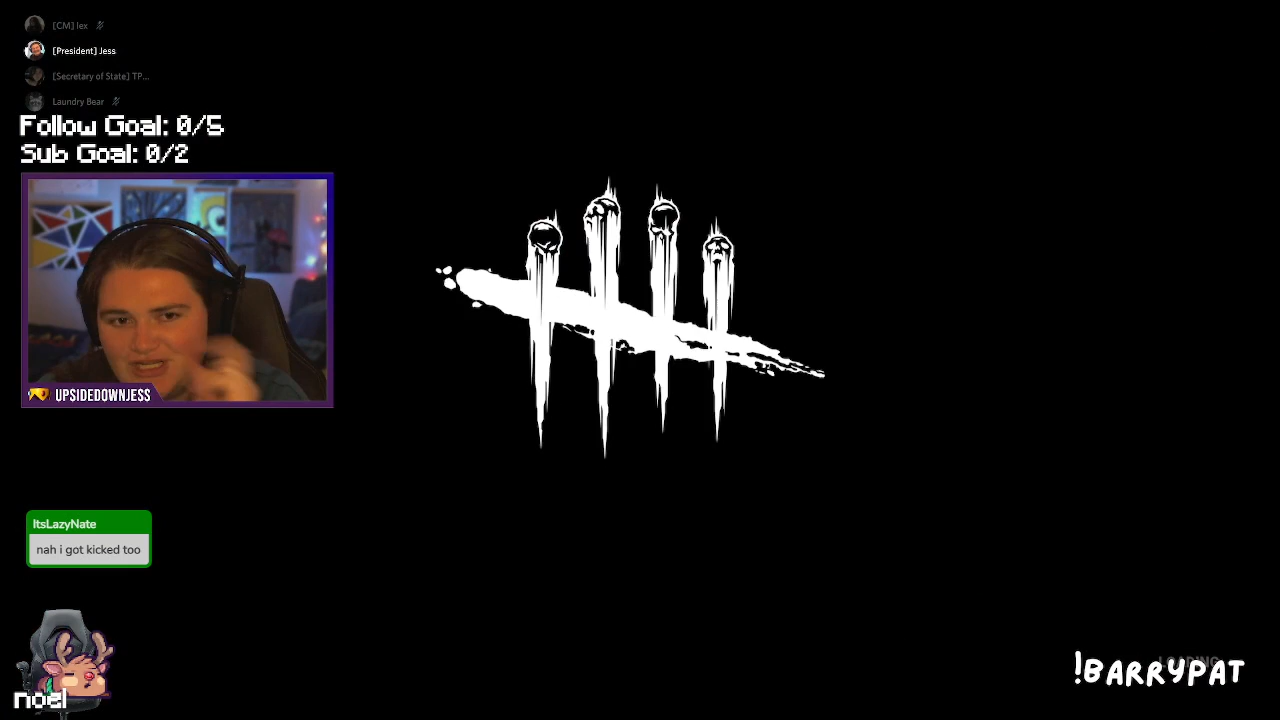 [CM] lex
[President] Jess
[Secretary of State] TP...
Laundry Bear
Follow Goal: 0/5
Sub Goal: 0/2
UPSIDEDOWNJESS
ItsLazyNate
nah i got kicked too
noel
LOADING
!BARRYPAT